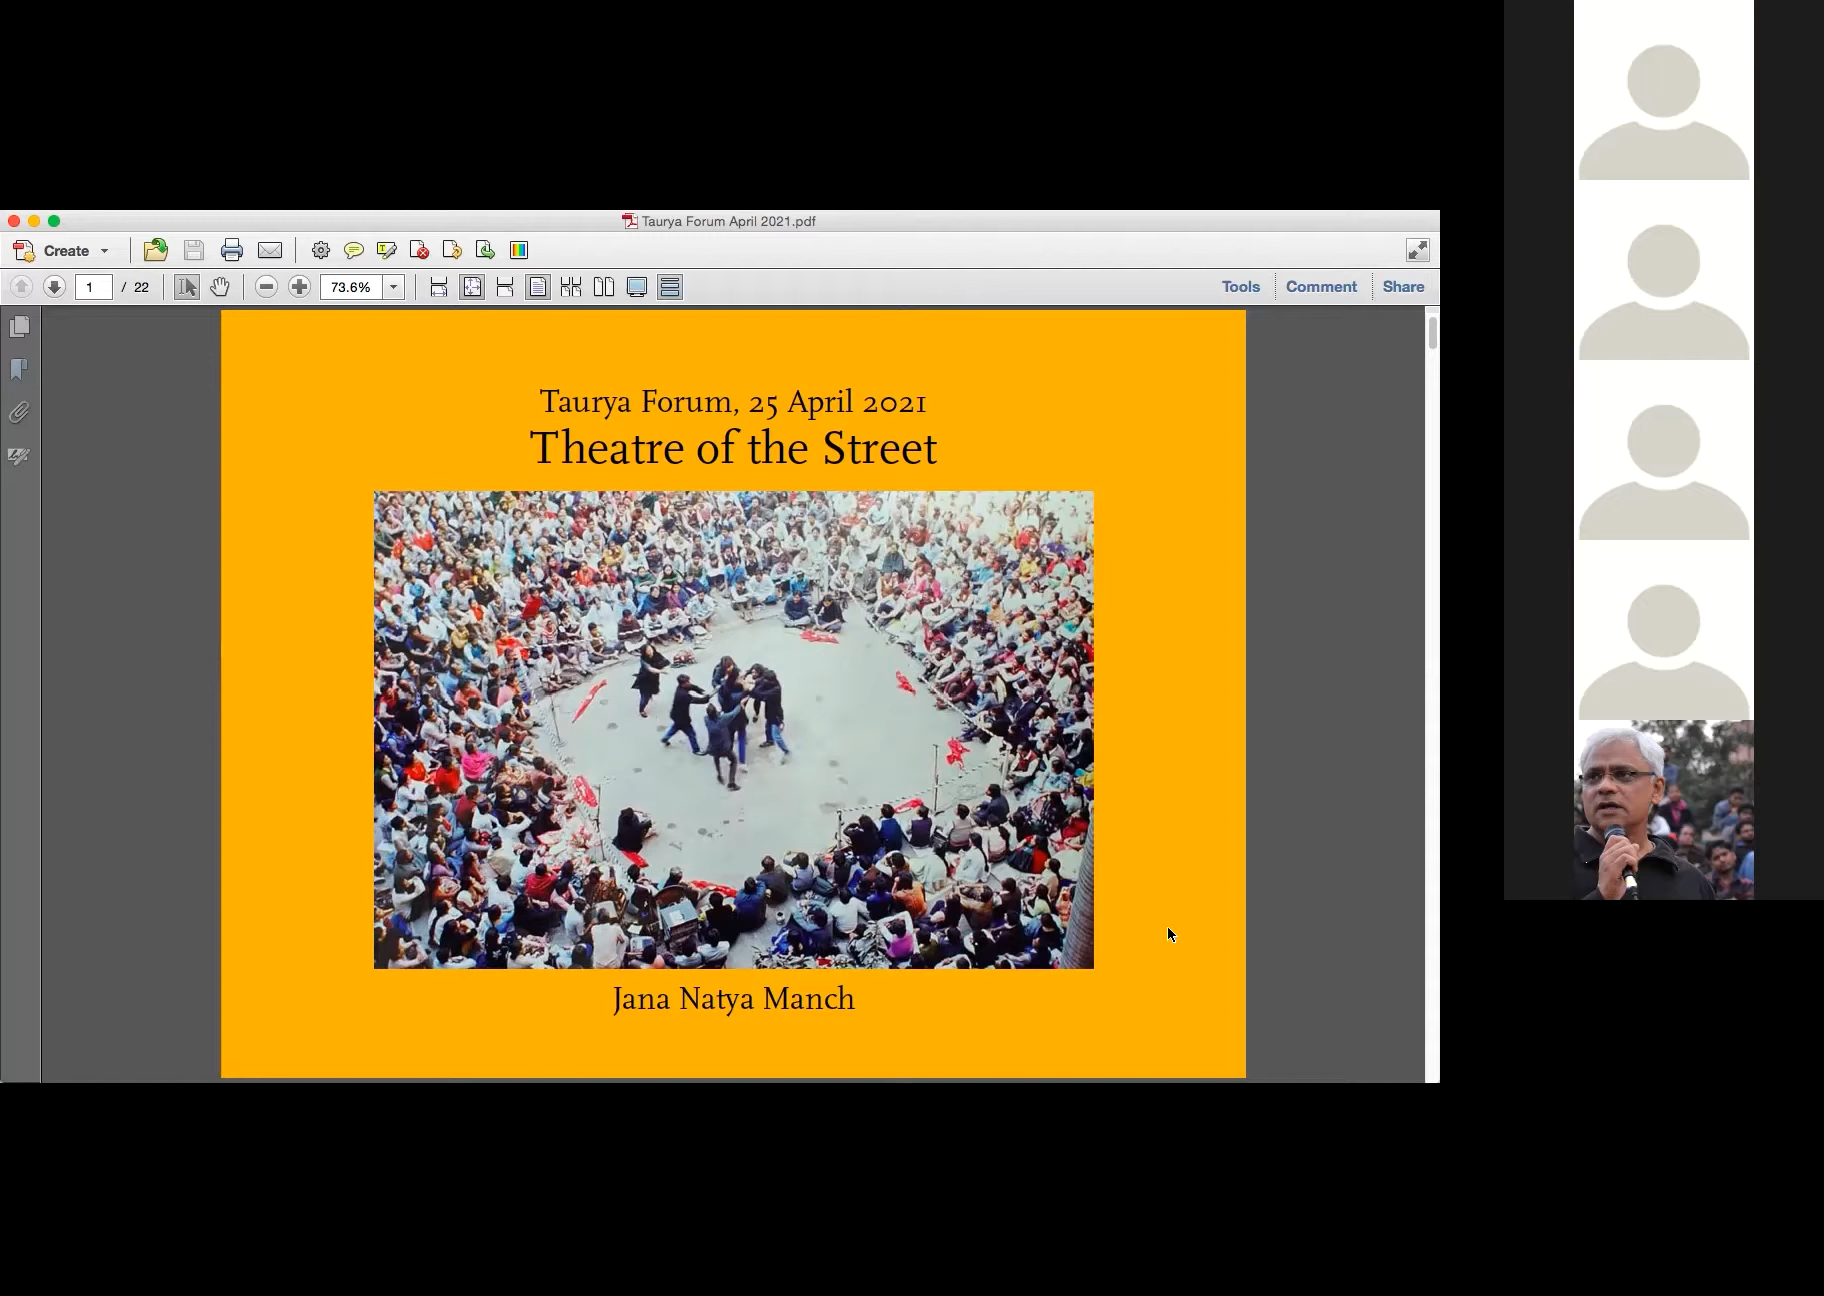 Taurya Forum April 2021.pdf
Create
1 / 22
73.6%
Tools
Comment
Share
Taurya Forum, 25 April 2021
Theatre of the Street
Jana Natya Manch